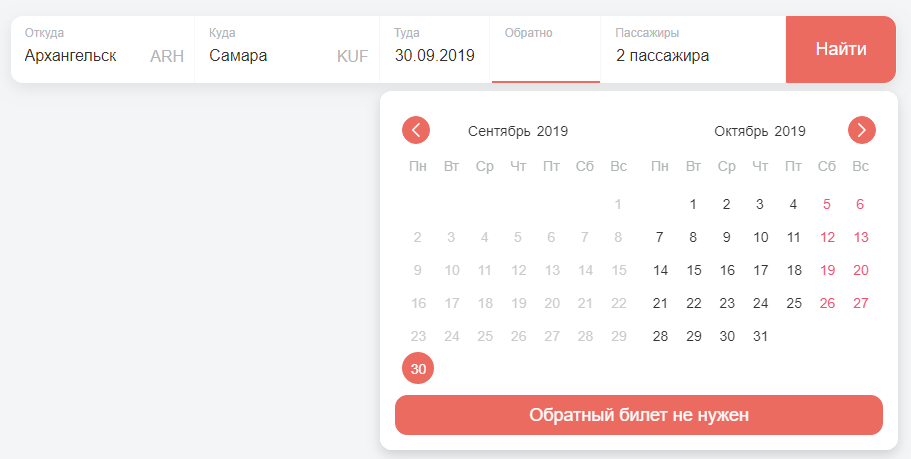 Откуда Куда Туда Обратно Пассажиры
Архангельск ARH Самара KUF 30.09.2019 2 пассажира Найти
Сентябрь 2019 Октябрь 2019
Пн Вт Ср Чт Пт Сб Вс Пн Вт Ср Чт Пт Сб Вс
1 1 2 3 4 5 6
2 3 4 5 6 7 8 7 8 9 10 11 12 13
9 10 11 12 13 14 15 14 15 16 17 18 19 20
16 17 18 19 20 21 22 21 22 23 24 25 26 27
23 24 25 26 27 28 29 28 29 30 31
30
Обратный билет не нужен